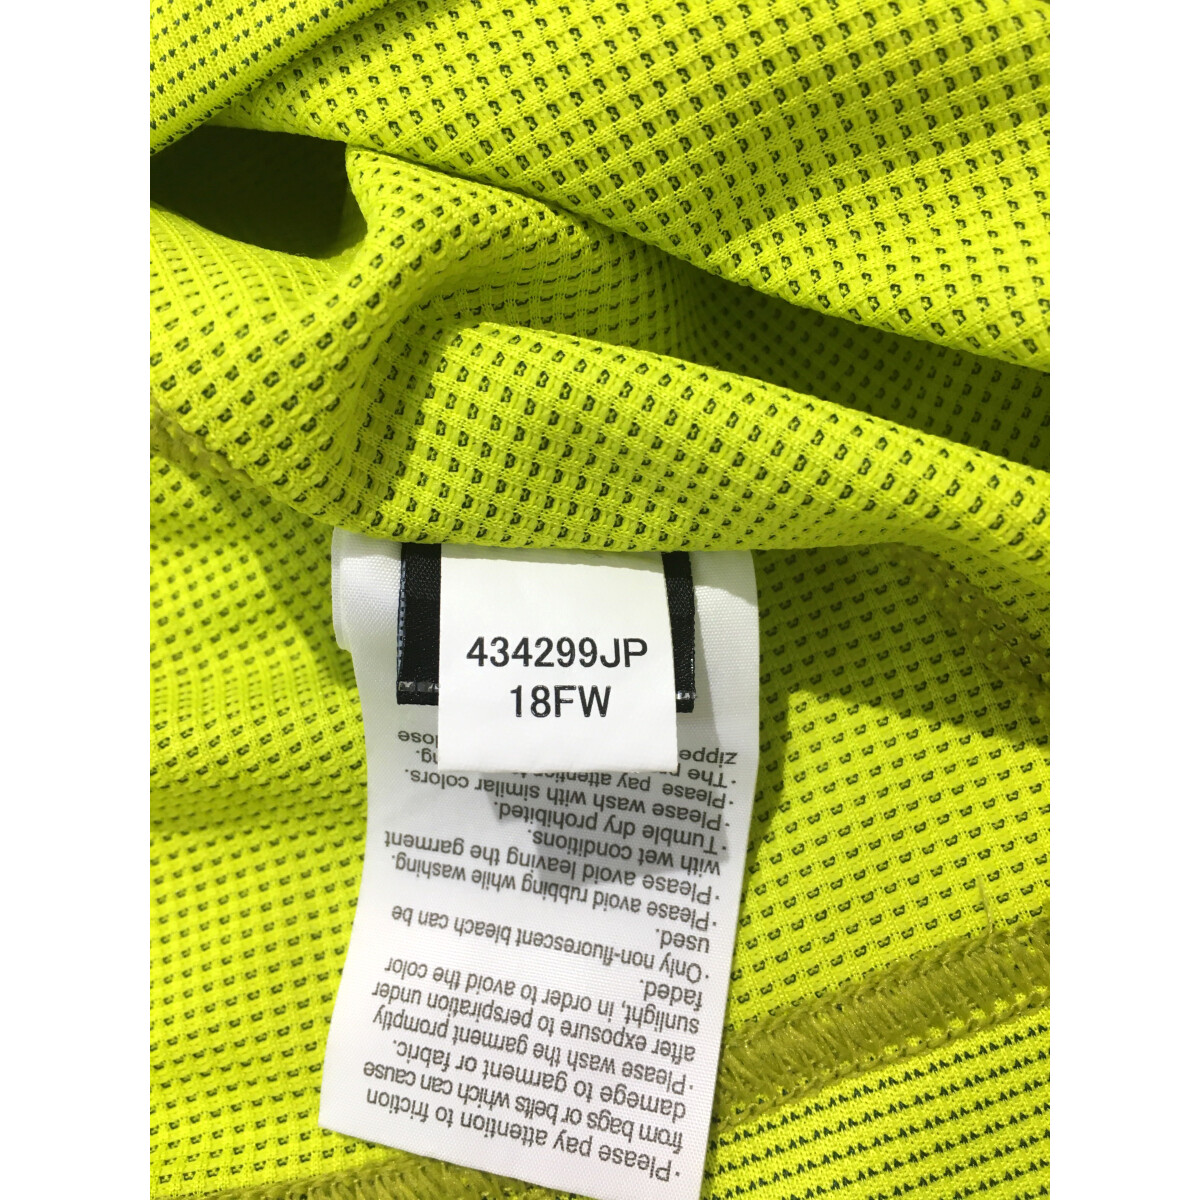 434299JP
18FW
·Please pay attention to friction
from bags or belts which can cause
damege to garment or fabric.
·Please wash the garment promptly
after exposure to perspiration under
sunlight, in order to avoid the color
faded.
·Only non-fluorescent bleach can be
used.
·Please avoid rubbing while washing.
·Please avoid leaving the garment
with wet conditions.
·Tumble dry prohibited.
·Please wash with similar colors.
·The